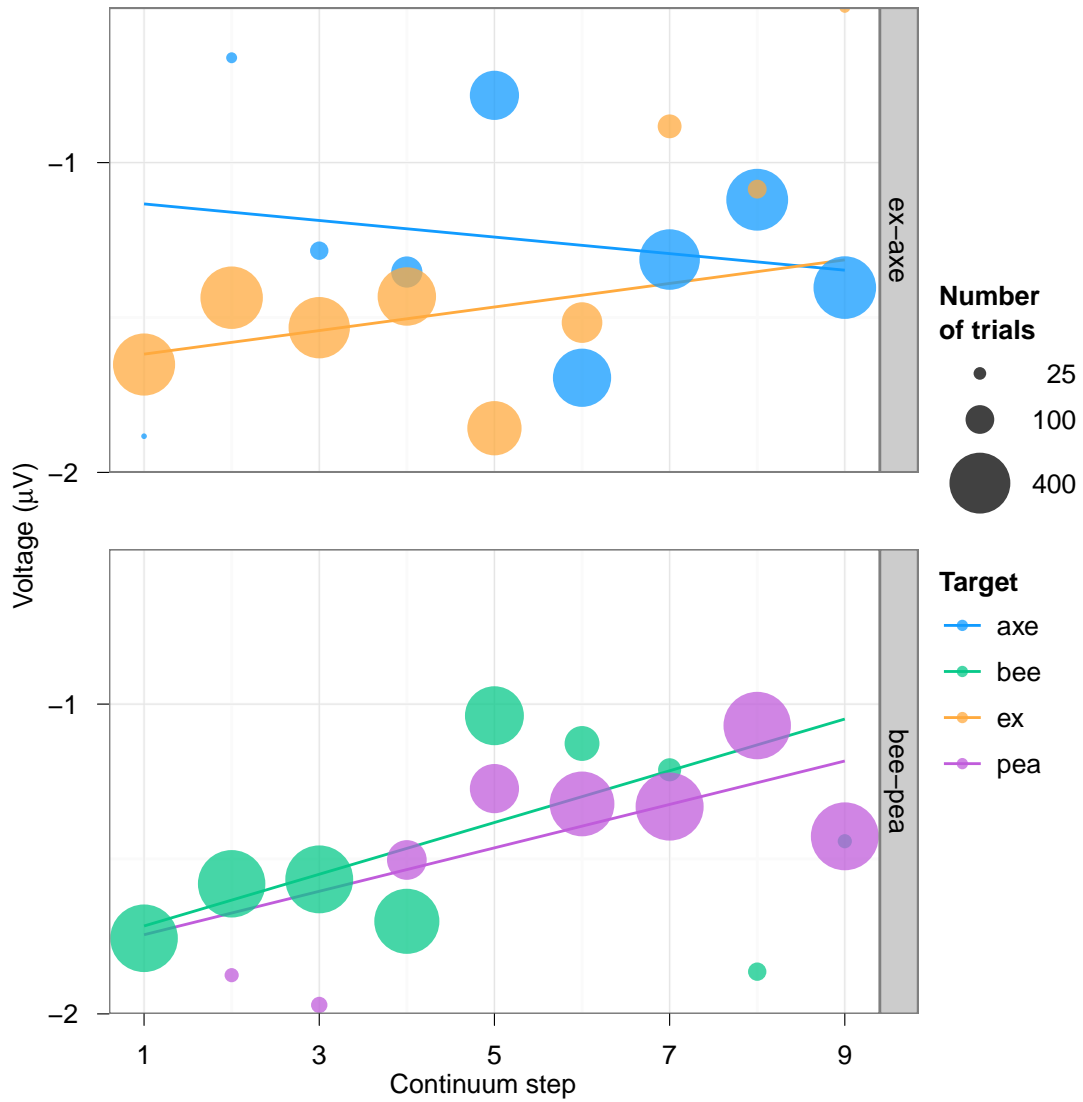 Voltage (μV)
−1
−2
ex−axe
−1
−2
bee−pea
1 3 5 7 9
Continuum step
Number
of trials
25
100
400
Target
axe
bee
ex
pea